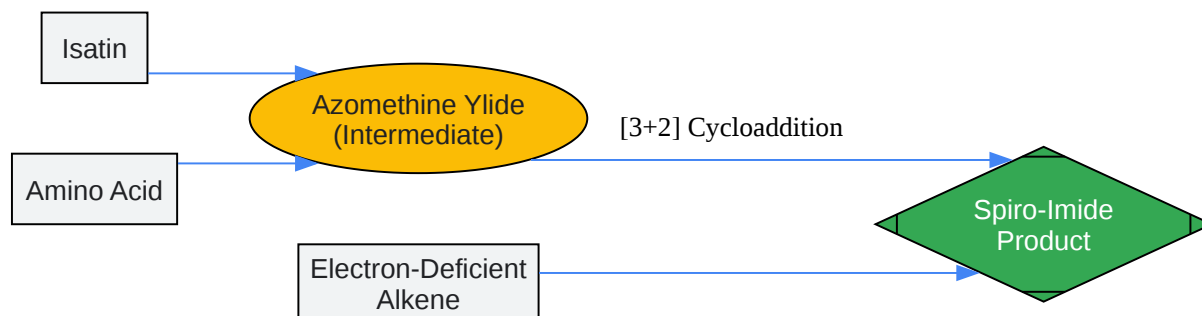 Isatin
Amino Acid
Azomethine Ylide
(Intermediate)
[3+2] Cycloaddition
Electron-Deficient
Alkene
Spiro-Imide
Product